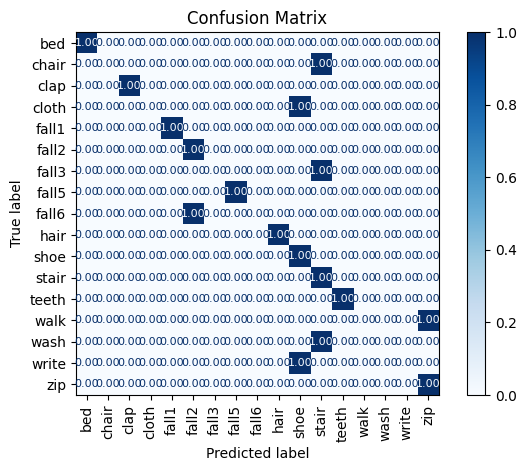 Confusion Matrix
True label
bed 1.00 0.00 0.00 0.00 0.00 0.00 0.00 0.00 0.00 0.00 0.00 0.00 0.00 0.00 0.00 0.00 0.00
chair 0.00 0.00 0.00 0.00 0.00 0.00 0.00 0.00 0.00 0.00 0.00 1.00 0.00 0.00 0.00 0.00 0.00
clap 0.00 0.00 1.00 0.00 0.00 0.00 0.00 0.00 0.00 0.00 0.00 0.00 0.00 0.00 0.00 0.00 0.00
cloth 0.00 0.00 0.00 0.00 0.00 0.00 0.00 0.00 0.00 0.00 1.00 0.00 0.00 0.00 0.00 0.00 0.00
fall1 0.00 0.00 0.00 0.00 1.00 0.00 0.00 0.00 0.00 0.00 0.00 0.00 0.00 0.00 0.00 0.00 0.00
fall2 0.00 0.00 0.00 0.00 0.00 1.00 0.00 0.00 0.00 0.00 0.00 0.00 0.00 0.00 0.00 0.00 0.00
fall3 0.00 0.00 0.00 0.00 0.00 0.00 0.00 0.00 0.00 0.00 0.00 1.00 0.00 0.00 0.00 0.00 0.00
fall5 0.00 0.00 0.00 0.00 0.00 0.00 0.00 1.00 0.00 0.00 0.00 0.00 0.00 0.00 0.00 0.00 0.00
fall6 0.00 0.00 0.00 0.00 0.00 1.00 0.00 0.00 0.00 0.00 0.00 0.00 0.00 0.00 0.00 0.00 0.00
hair 0.00 0.00 0.00 0.00 0.00 0.00 0.00 0.00 0.00 1.00 0.00 0.00 0.00 0.00 0.00 0.00 0.00
shoe 0.00 0.00 0.00 0.00 0.00 0.00 0.00 0.00 0.00 0.00 1.00 0.00 0.00 0.00 0.00 0.00 0.00
stair 0.00 0.00 0.00 0.00 0.00 0.00 0.00 0.00 0.00 0.00 0.00 1.00 0.00 0.00 0.00 0.00 0.00
teeth 0.00 0.00 0.00 0.00 0.00 0.00 0.00 0.00 0.00 0.00 0.00 0.00 1.00 0.00 0.00 0.00 0.00
walk 0.00 0.00 0.00 0.00 0.00 0.00 0.00 0.00 0.00 0.00 0.00 0.00 0.00 0.00 0.00 0.00 1.00
wash 0.00 0.00 0.00 0.00 0.00 0.00 0.00 0.00 0.00 0.00 0.00 1.00 0.00 0.00 0.00 0.00 0.00
write 0.00 0.00 0.00 0.00 0.00 0.00 0.00 0.00 0.00 0.00 1.00 0.00 0.00 0.00 0.00 0.00 0.00
zip 0.00 0.00 0.00 0.00 0.00 0.00 0.00 0.00 0.00 0.00 0.00 0.00 0.00 0.00 0.00 0.00 1.00
bed chair clap cloth fall1 fall2 fall3 fall5 fall6 hair shoe stair teeth walk wash write zip
Predicted label
1.0
0.8
0.6
0.4
0.2
0.0